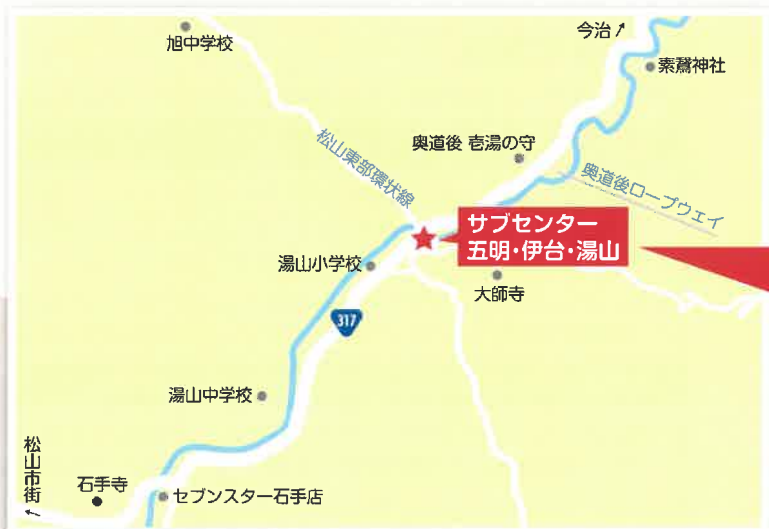 今治↗
旭中学校
素鵞神社
松山東部環状線
奥道後 壱湯の守
奥道後ロープウェイ
サブセンター
五明・伊台・湯山
湯山小学校
大師寺
317
湯山中学校
松山市街←
石手寺
セブンスター石手店